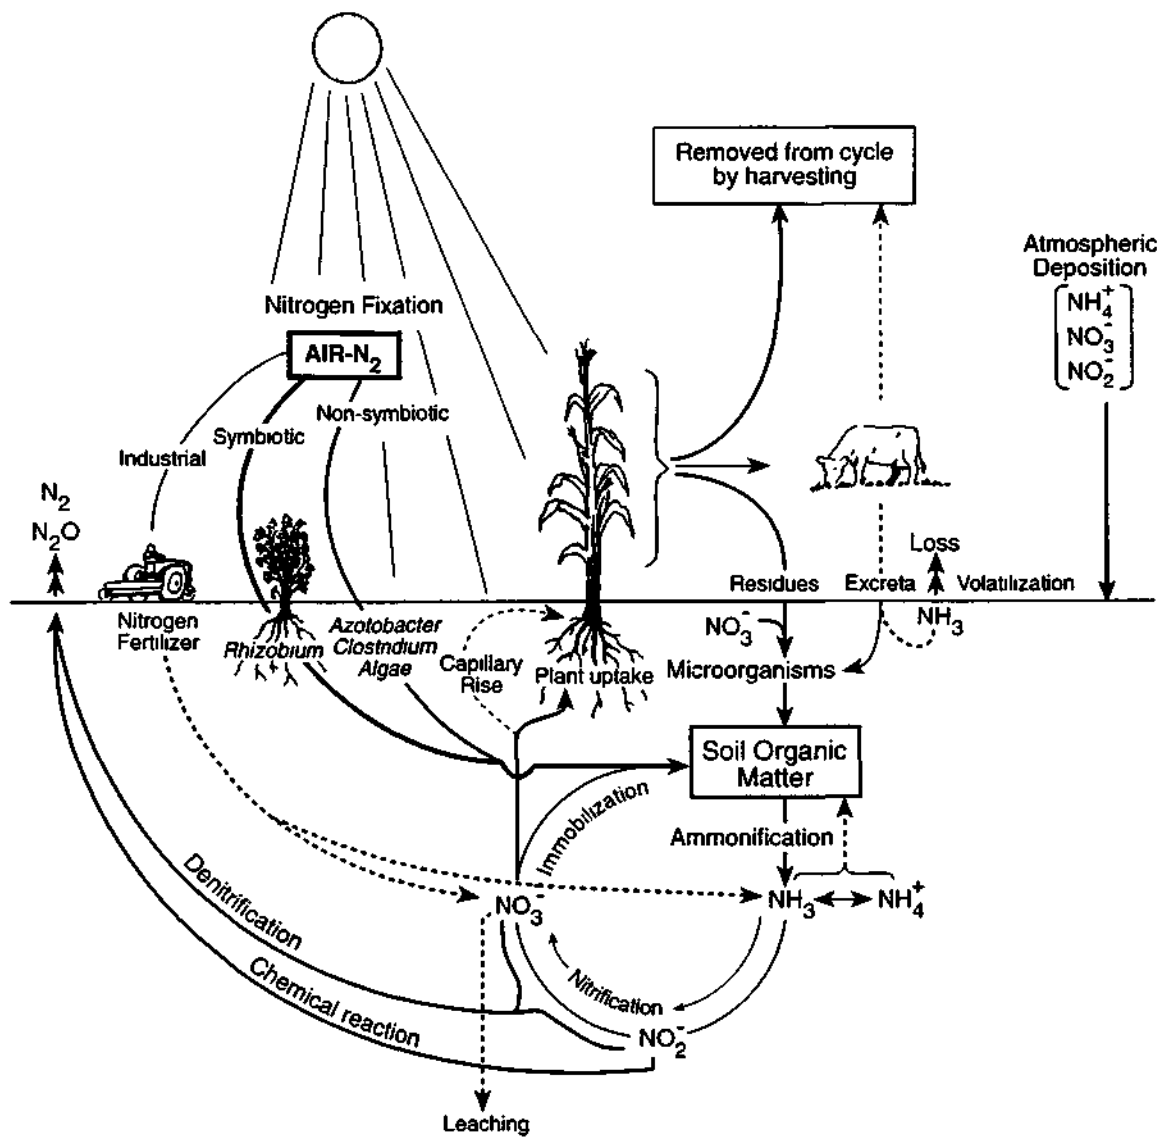 Removed from cycle
by harvesting
Atmospheric
Deposition
NH₄⁺
NO₃⁻
NO₂⁻
Nitrogen Fixation
AIR-N₂
Non-symbiotic
Symbiotic
Industrial
N₂
N₂O
Loss
Residues
Excreta
Volatilization
Nitrogen
Fertilizer
Rhizobium
Azotobacter
Clostridium
Algae
Capillary
Rise
Plant uptake
NO₃⁻
NH₃
Microorganisms
Soil Organic
Matter
Immobilization
Ammonification
NO₃⁻
NH₃
NH₄⁺
Denitrification
Nitrification
Chemical reaction
NO₂⁻
Leaching